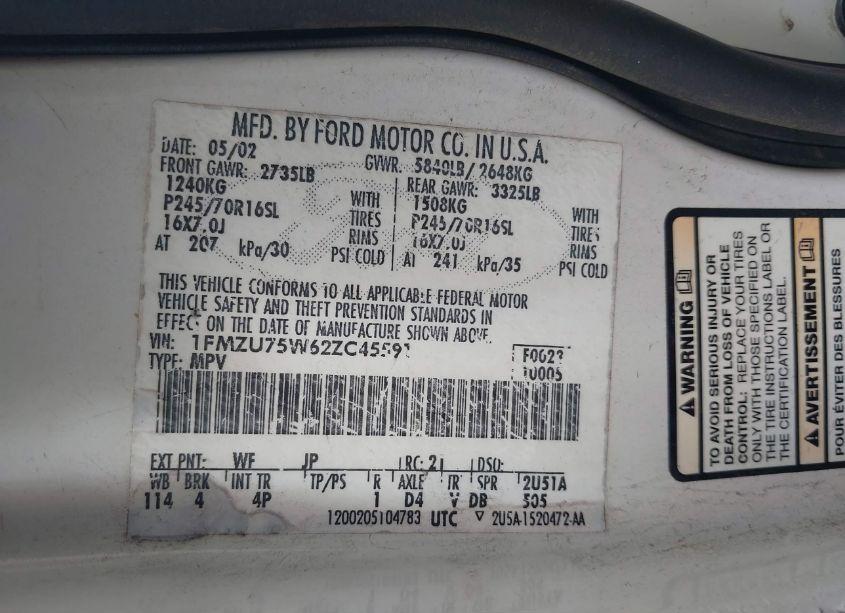 MFD. BY FORD MOTOR CO. IN U.S.A.
DATE: 05/02 GVWR: 5840LB/ 2648KG
FRONT GAWR: 2735LB REAR GAWR: 3325LB
1240KG WITH 1508KG WITH
P245/70R16SL TIRES P245/70R16SL TIRES
16X7.0J RIMS 16X7.0J RIMS
AT 207 kPa/30 PSI COLD AT 241 kPa/35 PSI COLD
THIS VEHICLE CONFORMS TO ALL APPLICABLE FEDERAL MOTOR
VEHICLE SAFETY AND THEFT PREVENTION STANDARDS IN
EFFECT ON THE DATE OF MANUFACTURE SHOWN ABOVE.
VIN: 1FMZU75W62ZC45591
TYPE: MPV
F0023
T0005
EXT PNT: WF JP RC: 21 DSO:
WB BRK INT TR TP/PS R AXLE TR SPR 2U51A
114 4 4P 1 D4 V DB 505
1200205104783 UTC ▽ 2U5A-1520472-AA
WARNING
TO AVOID SERIOUS INJURY OR
DEATH FROM LOSS OF VEHICLE
CONTROL: REPLACE YOUR TIRES
ONLY WITH THOSE SPECIFIED ON
THE TIRE INSTRUCTIONS LABEL OR
THE CERTIFICATION LABEL.
AVERTISSEMENT
POUR ÉVITER DES BLESSURES